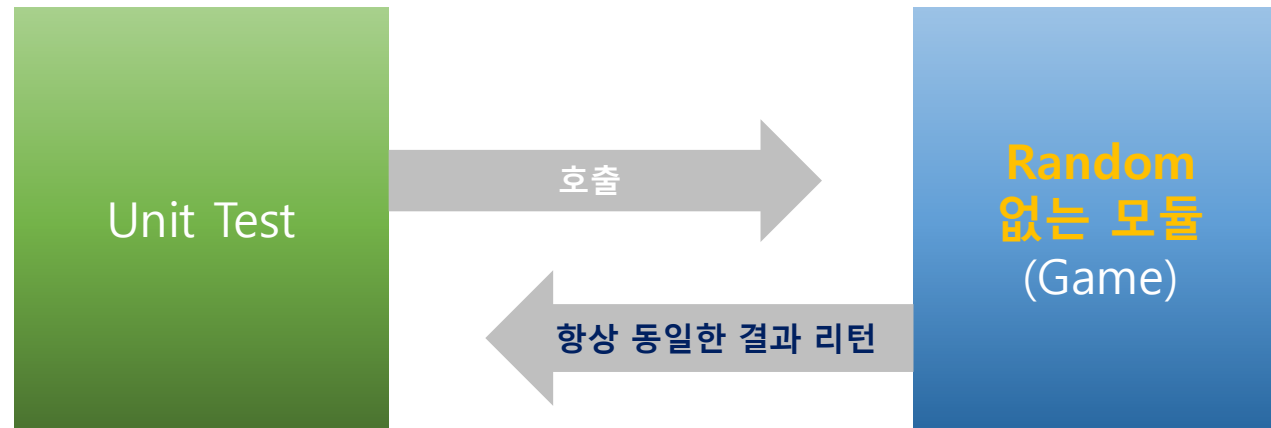 Unit Test
호출
항상 동일한 결과 리턴
Random
없는 모듈
(Game)